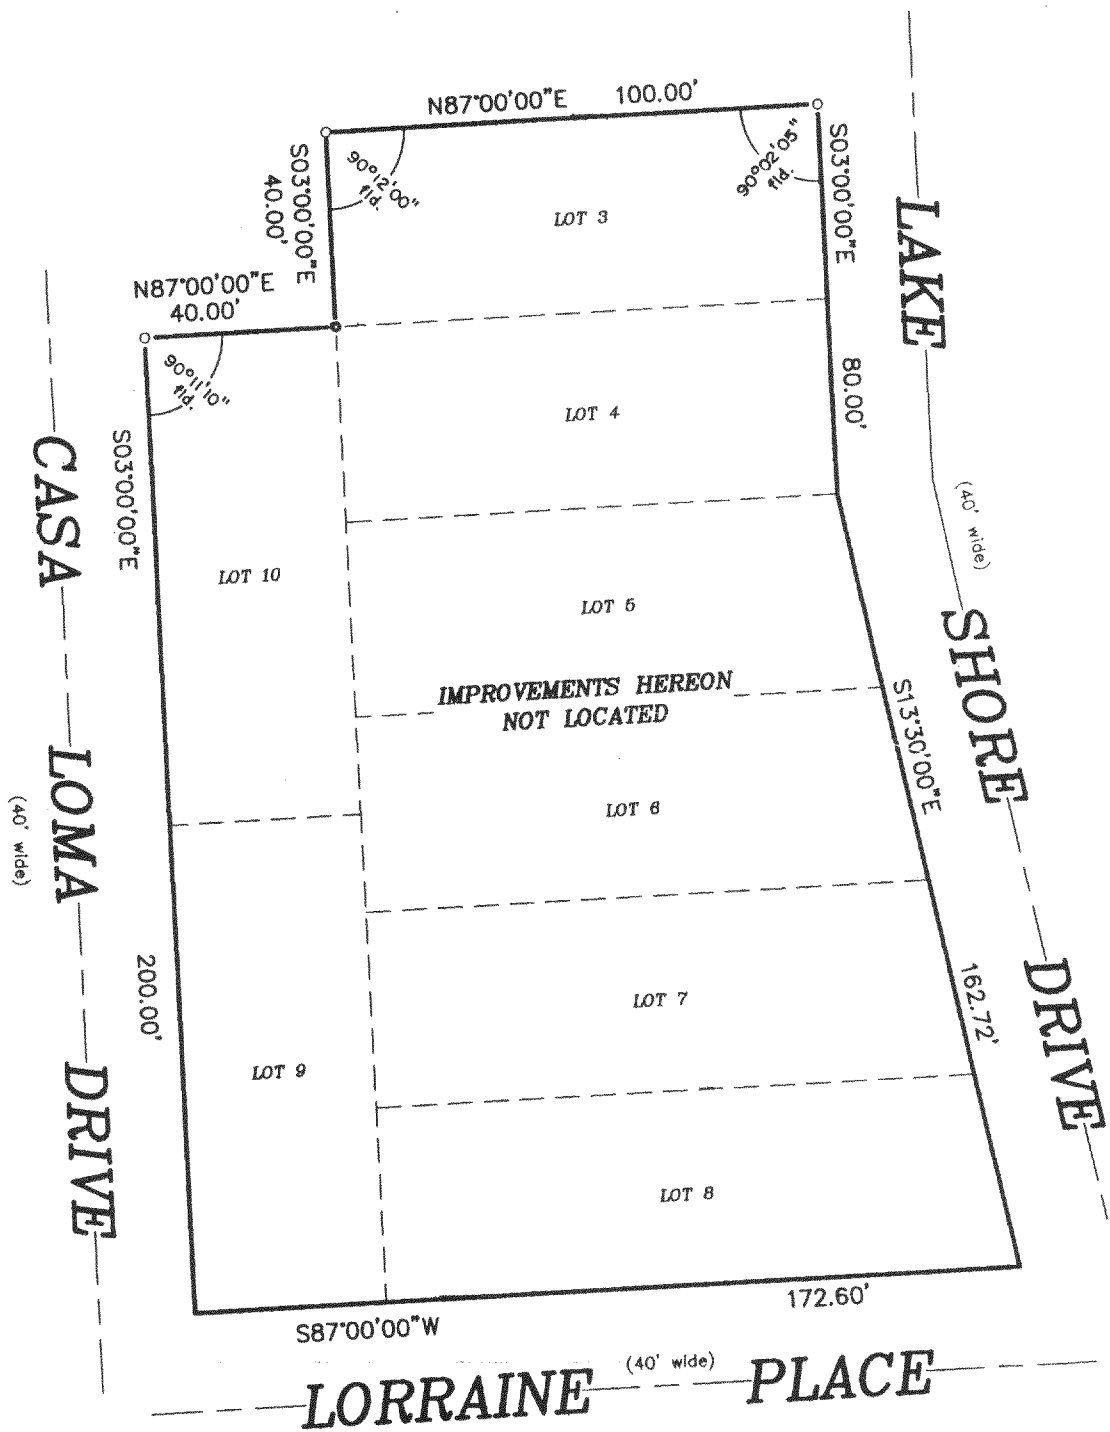 N87°00'00"E 100.00'
S03°00'00"E
40.00'
90°12'00"
fld.
90°02'05"
fld.
S03°00'00"E
LOT 3
LAKE
N87°00'00"E
40.00'
90°11'10"
fld.
80.00'
LOT 4
CASA
S03°00'00"E
(40' wide)
LOT 10
LOT 5
SHORE
IMPROVEMENTS HEREON
NOT LOCATED
S13°30'00"E
LOMA
(40' wide)
LOT 6
200.00'
LOT 7
162.72'
DRIVE
LOT 9
DRIVE
LOT 8
172.60'
S87°00'00"W
(40' wide)
LORRAINE PLACE